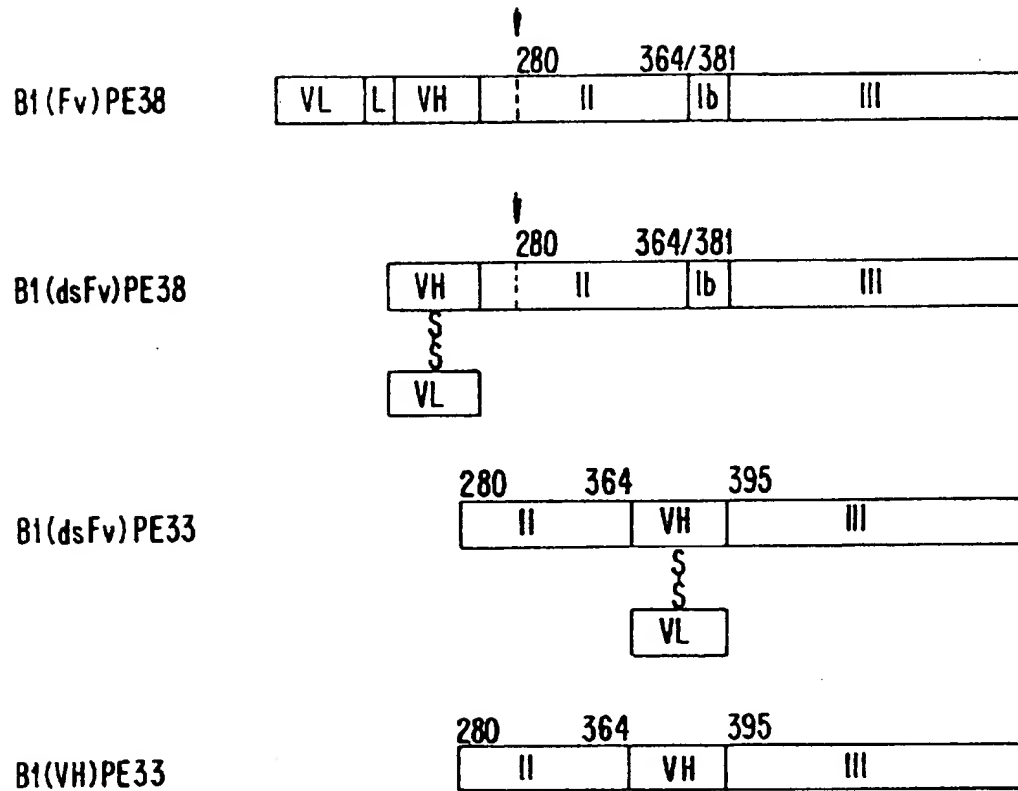 280 364/381
B1(Fv)PE38 VL L VH II Ib III
280 364/381
B1(dsFv)PE38 VH II Ib III
S
S
VL
280 364 395
B1(dsFv)PE33 II VH III
S
S
VL
280 364 395
B1(VH)PE33 II VH III